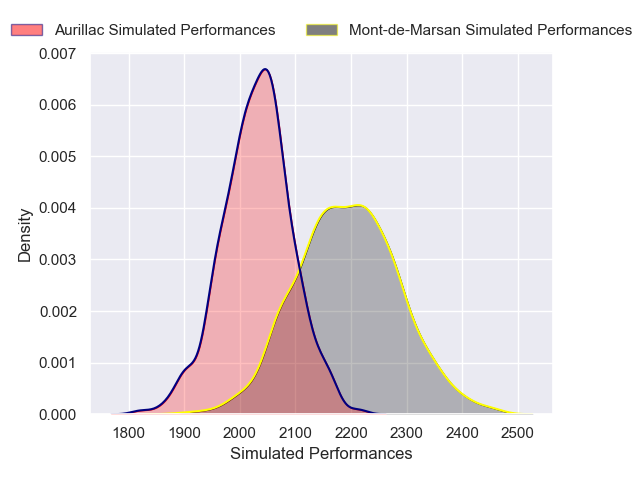 Aurillac Simulated Performances
Mont-de-Marsan Simulated Performances
0.007
0.006
0.005
0.004
0.003
0.002
0.001
0.000
Density
1800 1900 2000 2100 2200 2300 2400 2500
Simulated Performances